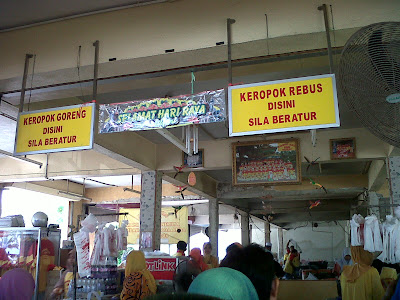 KEROPOK GORENG
DISINI
SILA BERATUR
SELAMAT HARI RAYA
KEROPOK REBUS
DISINI
SILA BERATUR